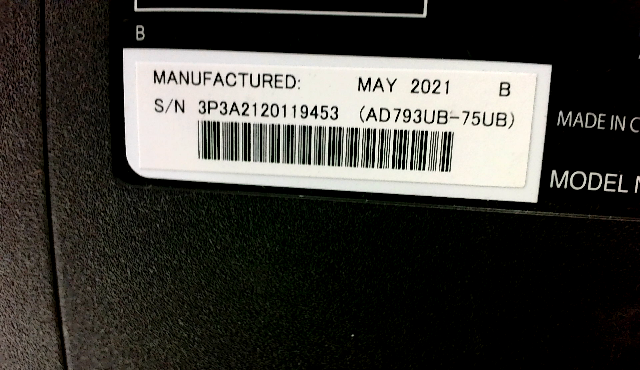 B
MANUFACTURED: MAY 2021 B
S/N 3P3A2120119453 (AD793UB-75UB)
MADE IN
MODEL